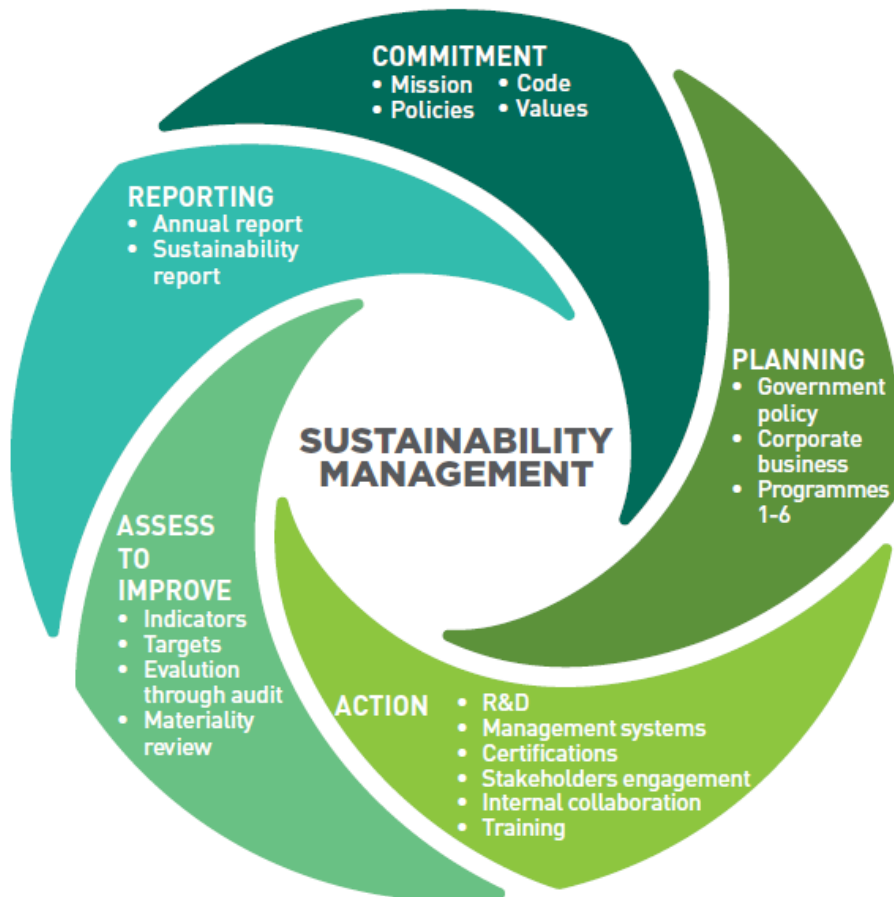 COMMITMENT
• Mission • Code
• Policies • Values
REPORTING
• Annual report
• Sustainability
report
PLANNING
• Government
policy
• Corporate
business
• Programmes
1-6
SUSTAINABILITY
MANAGEMENT
ASSESS
TO
IMPROVE
• Indicators
• Targets
• Evalution
through audit
• Materiality
review
ACTION
• R&D
• Management systems
• Certifications
• Stakeholders engagement
• Internal collaboration
• Training